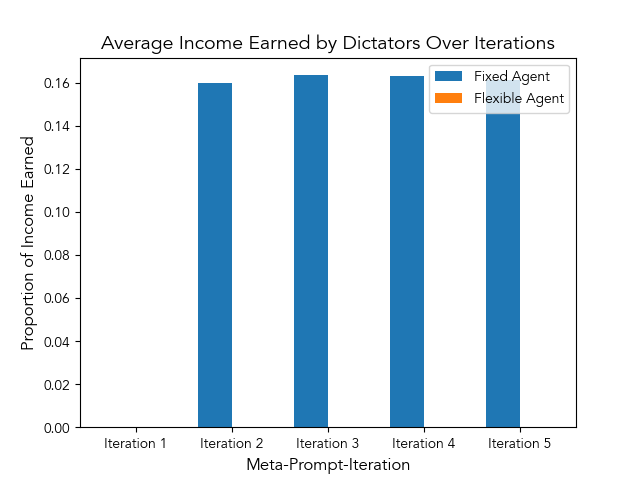 Average Income Earned by Dictators Over Iterations
Fixed Agent
Flexible Agent
Proportion of Income Earned
0.16
0.14
0.12
0.10
0.08
0.06
0.04
0.02
0.00
Iteration 1 Iteration 2 Iteration 3 Iteration 4 Iteration 5
Meta-Prompt-Iteration